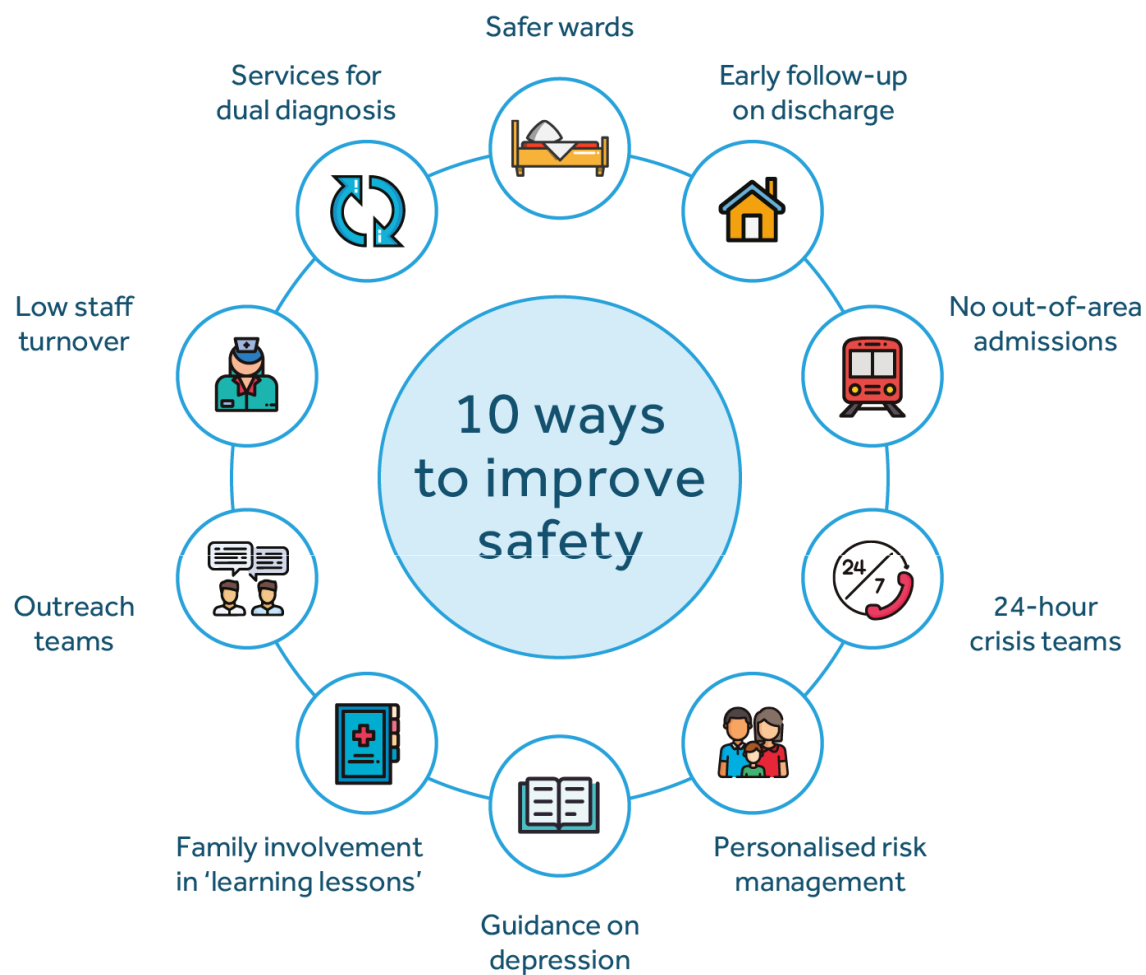 Safer wards
Early follow-up
on discharge
No out-of-area
admissions
24-hour
crisis teams
24
7
Personalised risk
management
Guidance on
depression
Family involvement
in ‘learning lessons’
Outreach
teams
Low staff
turnover
Services for
dual diagnosis
10 ways
to improve
safety